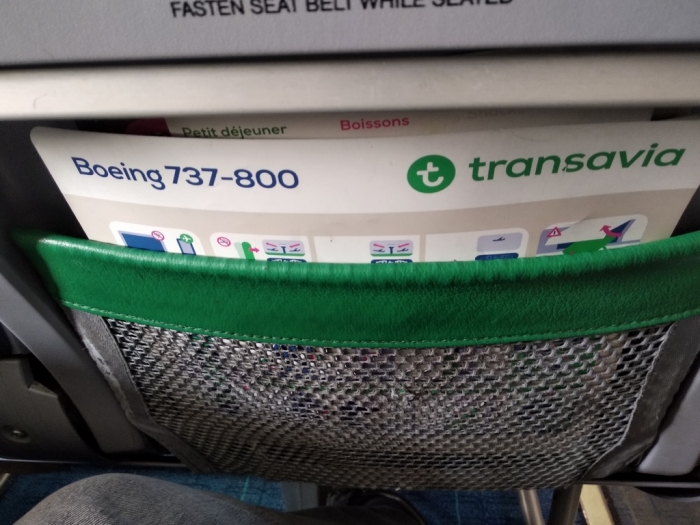 FASTEN SEAT BELT WHILE SEATED
Petit déjeuner
Boissons
Boeing 737-800
transavia